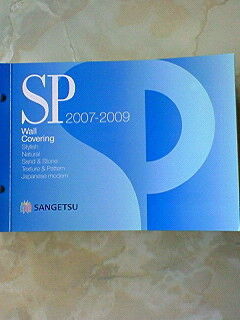 SP 2007-2009
Wall
Covering
Stylish
Natural
Sand & Stone
Texture & Pattern
Japanese modern
SANGETSU